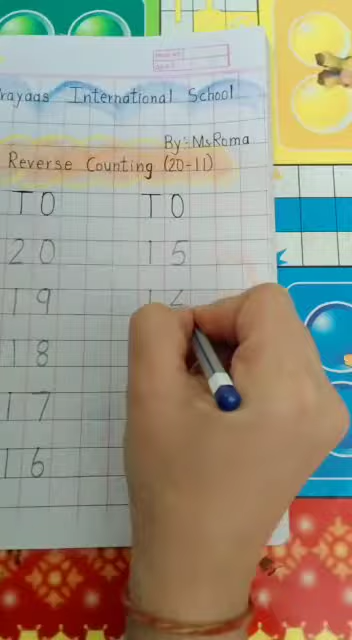 rayaas International School
By:- Ms Roma
Reverse Counting (20-11)
T O T O
2 0 1 5
1 9 1
1 8
1 7
1 6